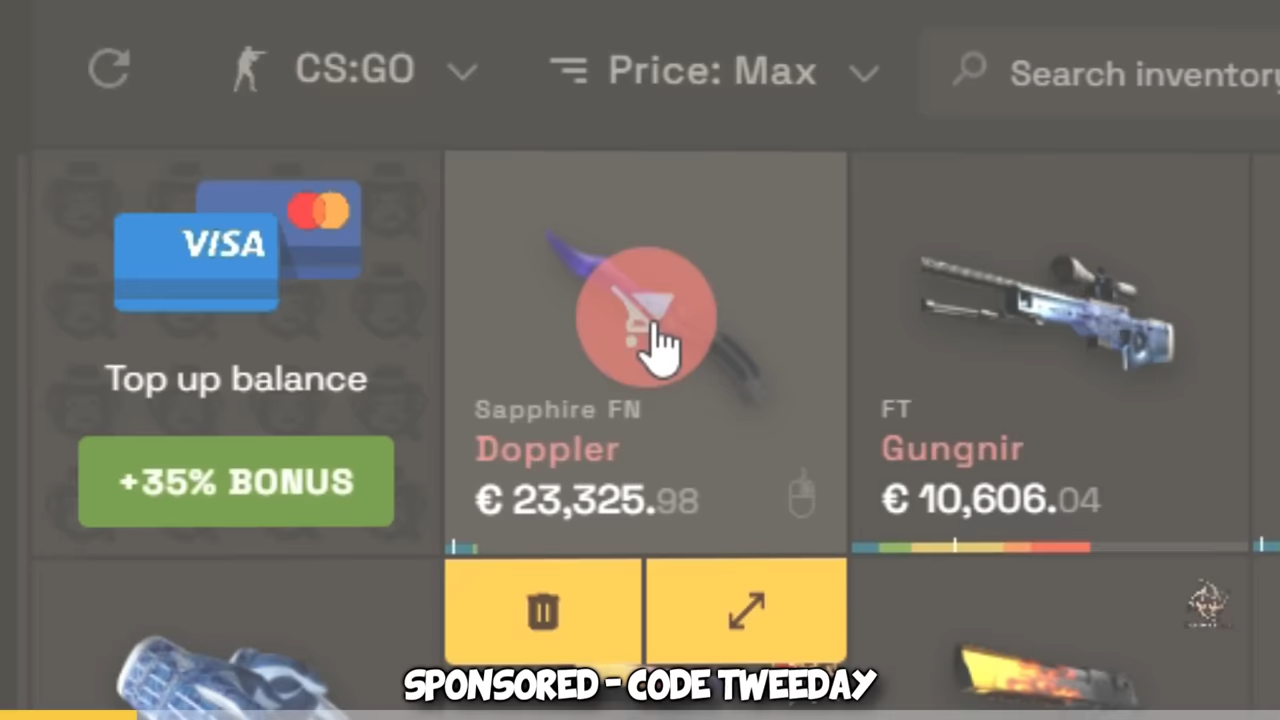 CS:GO
Price: Max
Search inventory
VISA
Top up balance
+35% BONUS
Sapphire FN
Doppler
€ 23,325.98
FT
Gungnir
€ 10,606.04
SPONSORED - CODE TWEEDAY